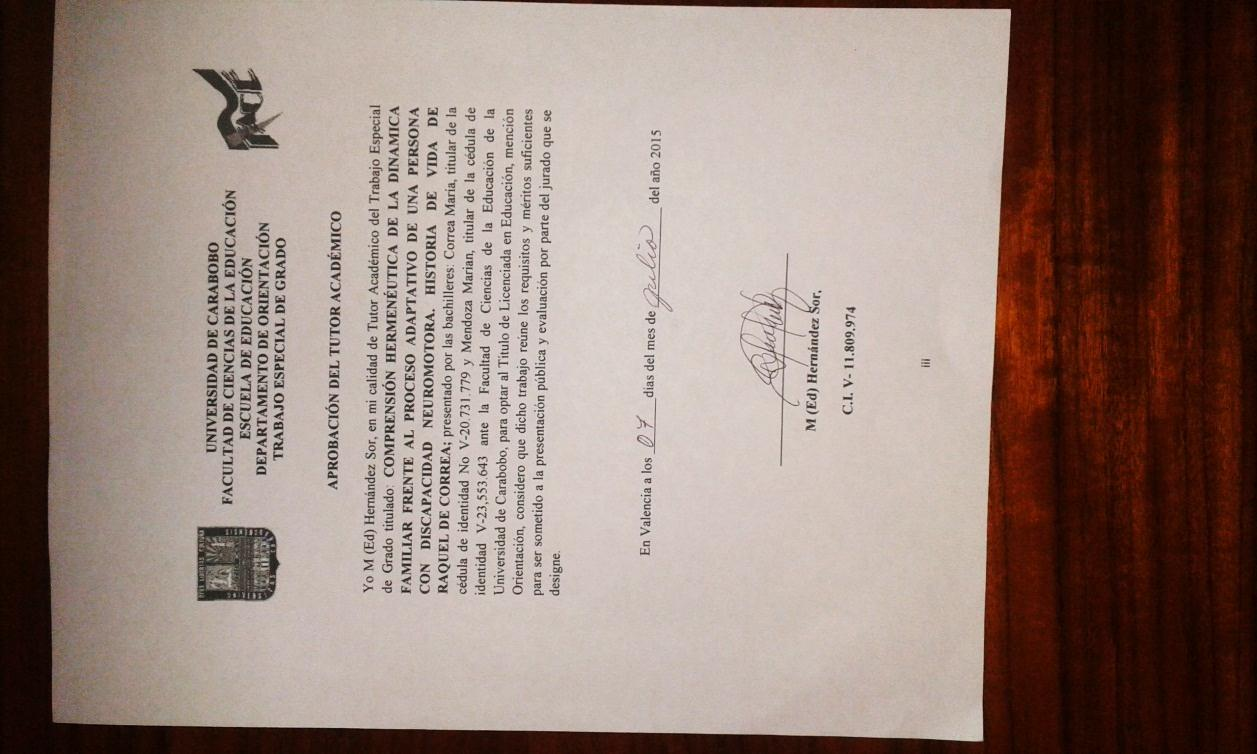 UNIVERSIDAD DE CARABOBO
FACULTAD DE CIENCIAS DE LA EDUCACIÓN
ESCUELA DE EDUCACIÓN
DEPARTAMENTO DE ORIENTACIÓN
TRABAJO ESPECIAL DE GRADO
FACE
APROBACIÓN DEL TUTOR ACADÉMICO
Yo M (Ed) Hernández Sor, en mi calidad de Tutor Académico del Trabajo Especial
de Grado titulado: COMPRENSIÓN HERMENÉUTICA DE LA DINAMICA
FAMILIAR FRENTE AL PROCESO ADAPTATIVO DE UNA PERSONA
CON DISCAPACIDAD NEUROMOTORA. HISTORIA DE VIDA DE
RAQUEL DE CORREA; presentado por las bachilleres: Correa María, titular de la
cédula de identidad No V-20.731.779 y Mendoza Marian, titular de la cédula de
identidad V-23,553.643 ante la Facultad de Ciencias de la Educación de la
Universidad de Carabobo, para optar al Título de Licenciada en Educación, mención
Orientación, considero que dicho trabajo reúne los requisitos y méritos suficientes
para ser sometido a la presentación pública y evaluación por parte del jurado que se
designe.
En Valencia a los 07 dias del mes de julio del año 2015
M (Ed) Hernández Sor,
C.I. V- 11.809.974
iii